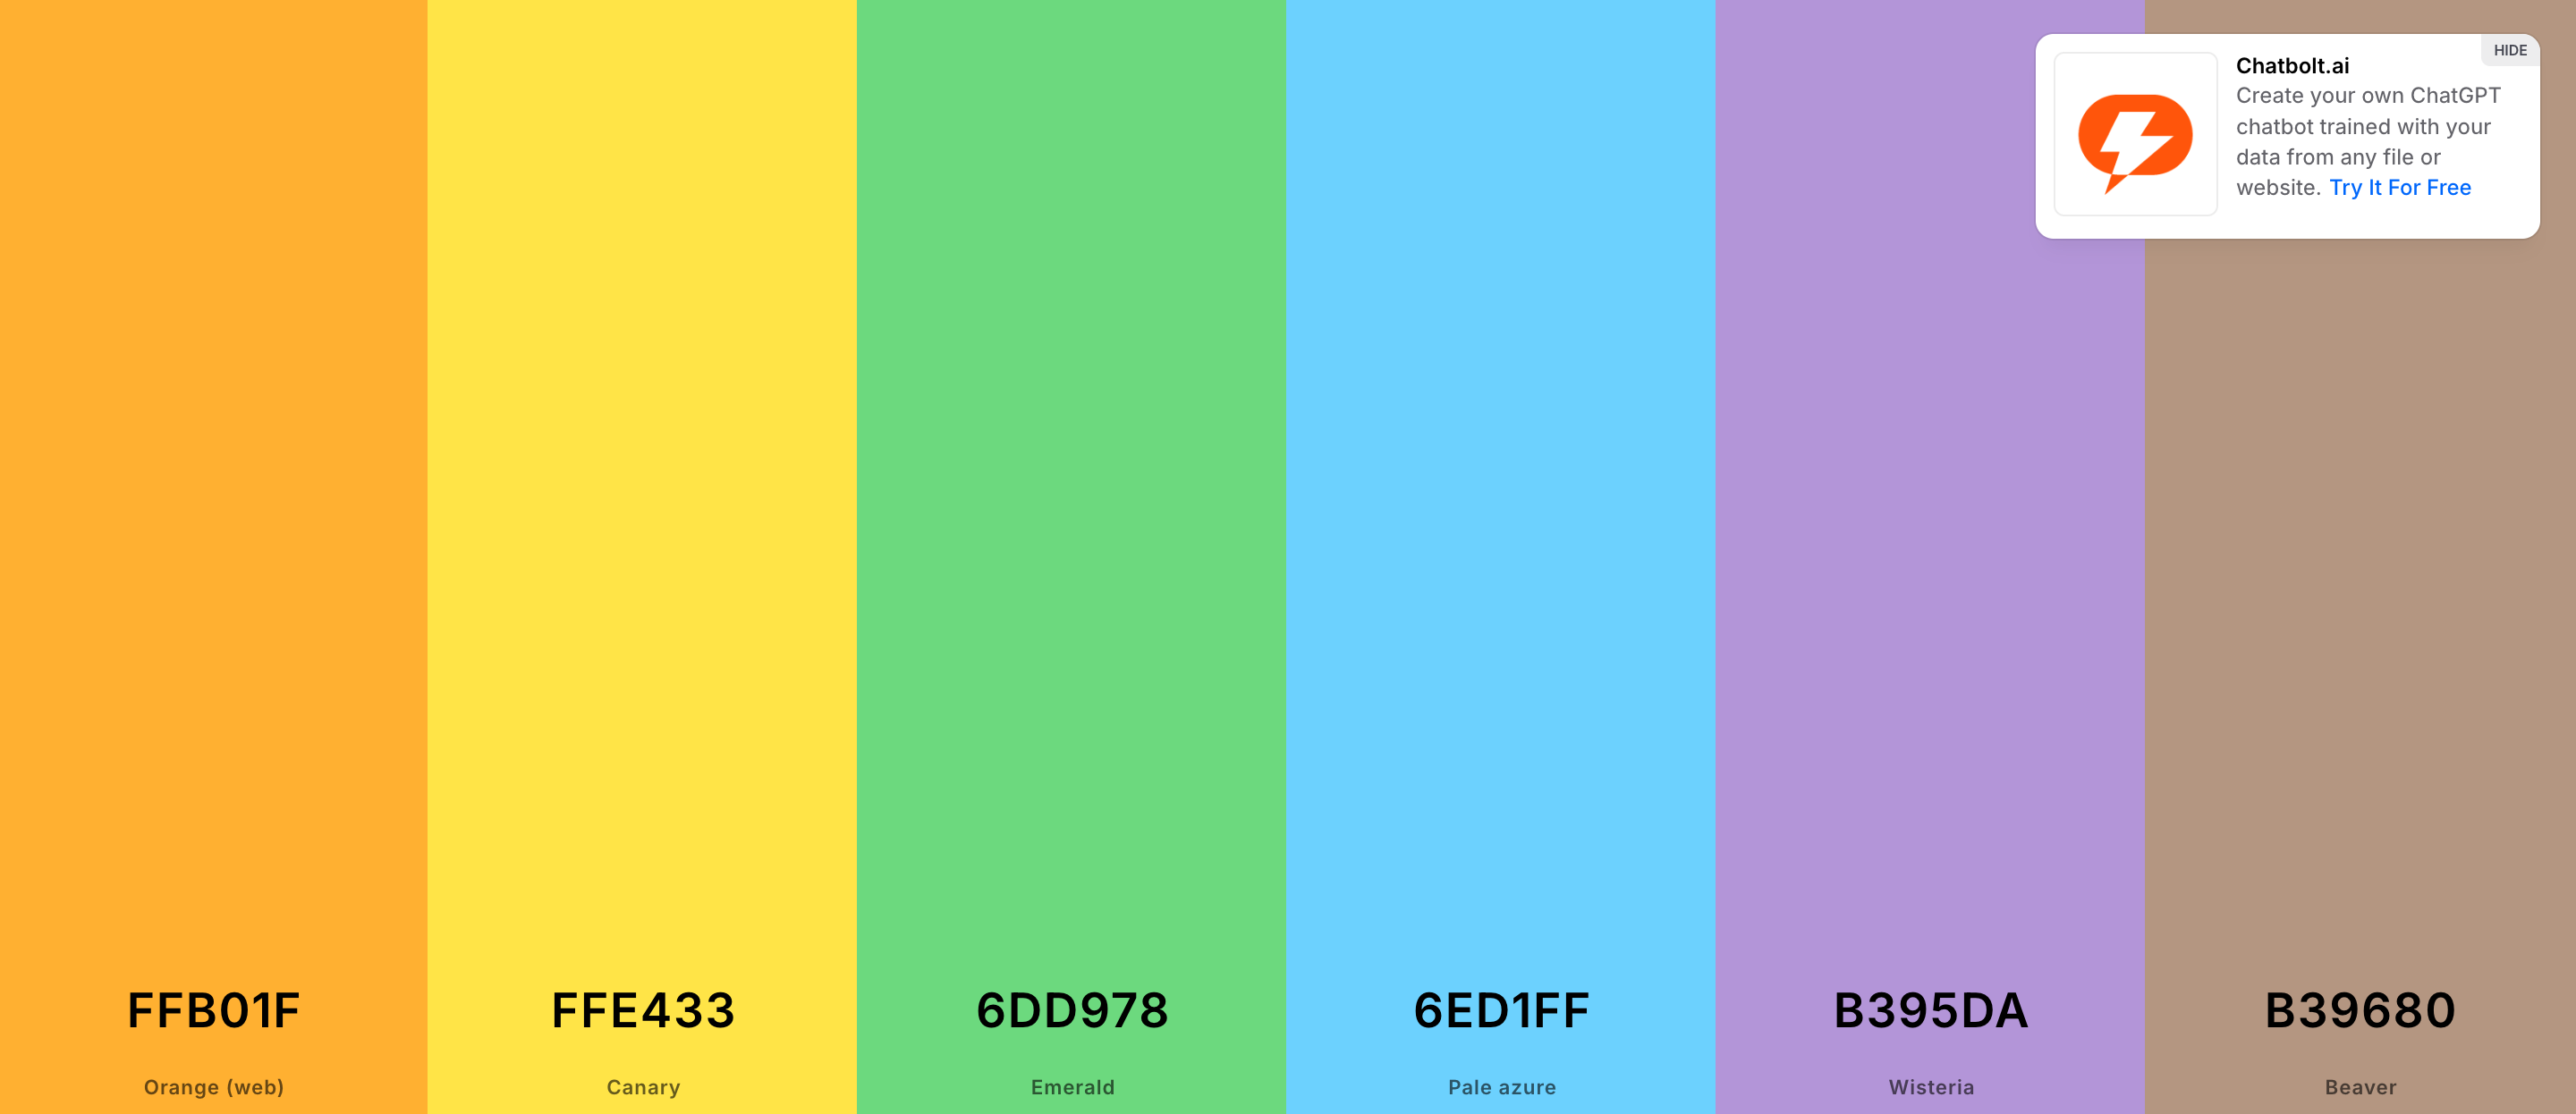 HIDE
Chatbolt.ai
Create your own ChatGPT
chatbot trained with your
data from any file or
website. Try It For Free
FFB01F
FFE433
6DD978
6ED1FF
B395DA
B39680
Orange (web)
Canary
Emerald
Pale azure
Wisteria
Beaver